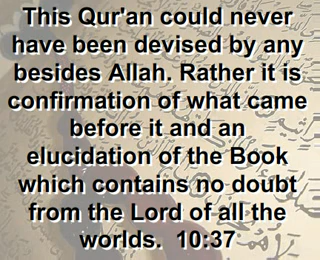 This Qur'an could never
have been devised by any
besides Allah. Rather it is
confirmation of what came
before it and an
elucidation of the Book
which contains no doubt
from the Lord of all the
worlds. 10:37